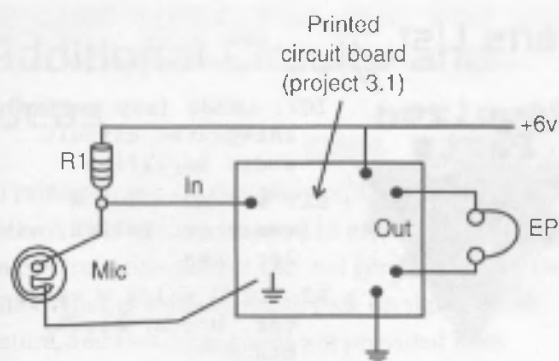 Printed
circuit board
(project 3.1)
+6v
R1
In
Out
EP
Mic